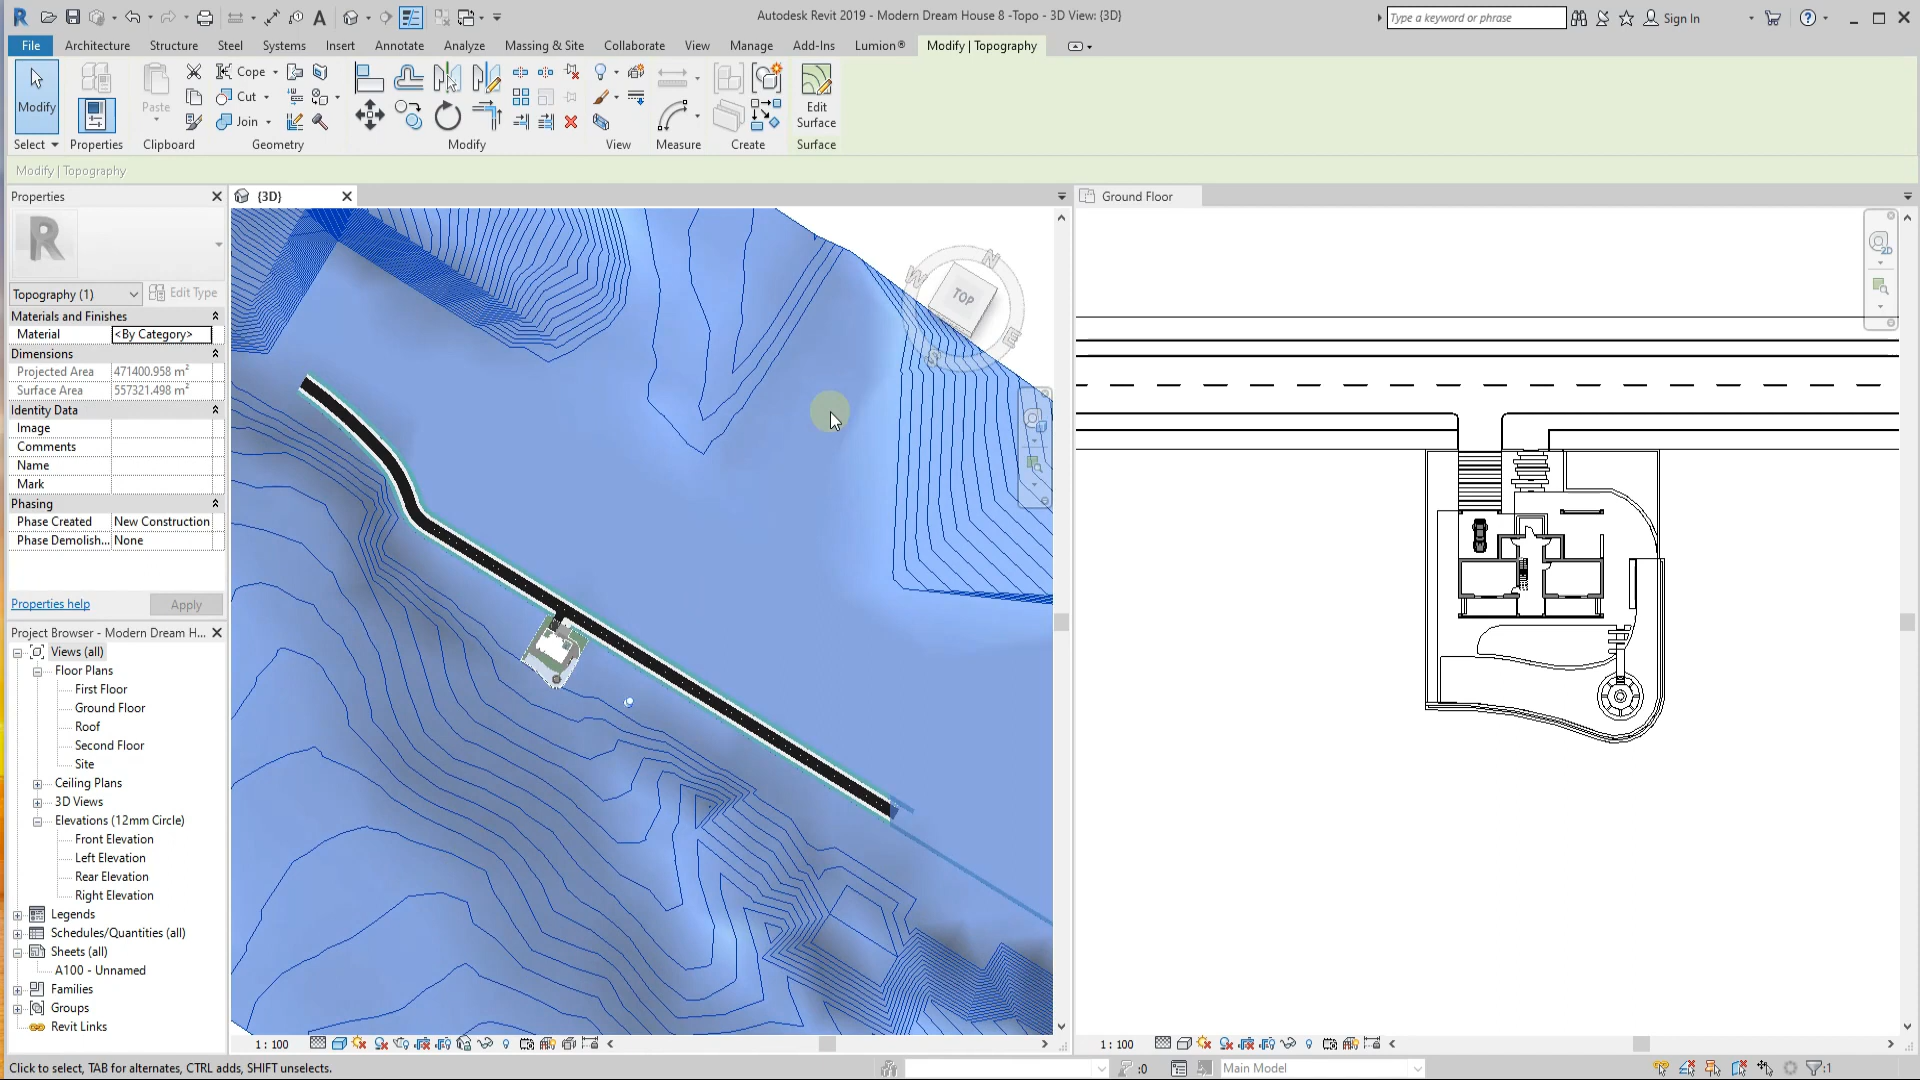 Autodesk Revit 2019 - Modern Dream House 8 -Topo - 3D View: {3D}
Type a keyword or phrase
Sign In
File
Architecture
Structure
Steel
Systems
Insert
Annotate
Analyze
Massing & Site
Collaborate
View
Manage
Add-Ins
Lumion®
Modify | Topography
Modify
Paste
Cope
Cut
Join
Edit
Surface
Select
Properties
Clipboard
Geometry
Modify
View
Measure
Create
Surface
Modify | Topography
Properties
{3D}
Ground Floor
R
Topography (1)
Edit Type
Materials and Finishes
Material
<By Category>
Dimensions
Projected Area
471400.958 m²
Surface Area
557321.498 m²
Identity Data
Image
Comments
Name
Mark
Phasing
Phase Created
New Construction
Phase Demolish...
None
Properties help
Apply
Project Browser - Modern Dream H...
Views (all)
Floor Plans
First Floor
Ground Floor
Roof
Second Floor
Site
Ceiling Plans
3D Views
Elevations (12mm Circle)
Front Elevation
Left Elevation
Rear Elevation
Right Elevation
Legends
Schedules/Quantities (all)
Sheets (all)
A100 - Unnamed
Families
Groups
Revit Links
N
W
TOP
E
S
2D
1 : 100
1 : 100
Click to select, TAB for alternates, CTRL adds, SHIFT unselects.
:0
Main Model
:1